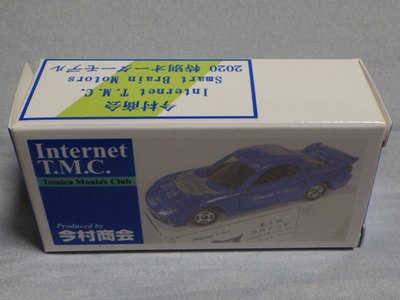 今村商会
Internet T.M.C.
Smart Brain Motors
2020 特別オーダーモデル
Internet
T.M.C.
Tomica Mania's Club
Produced by
今村商会